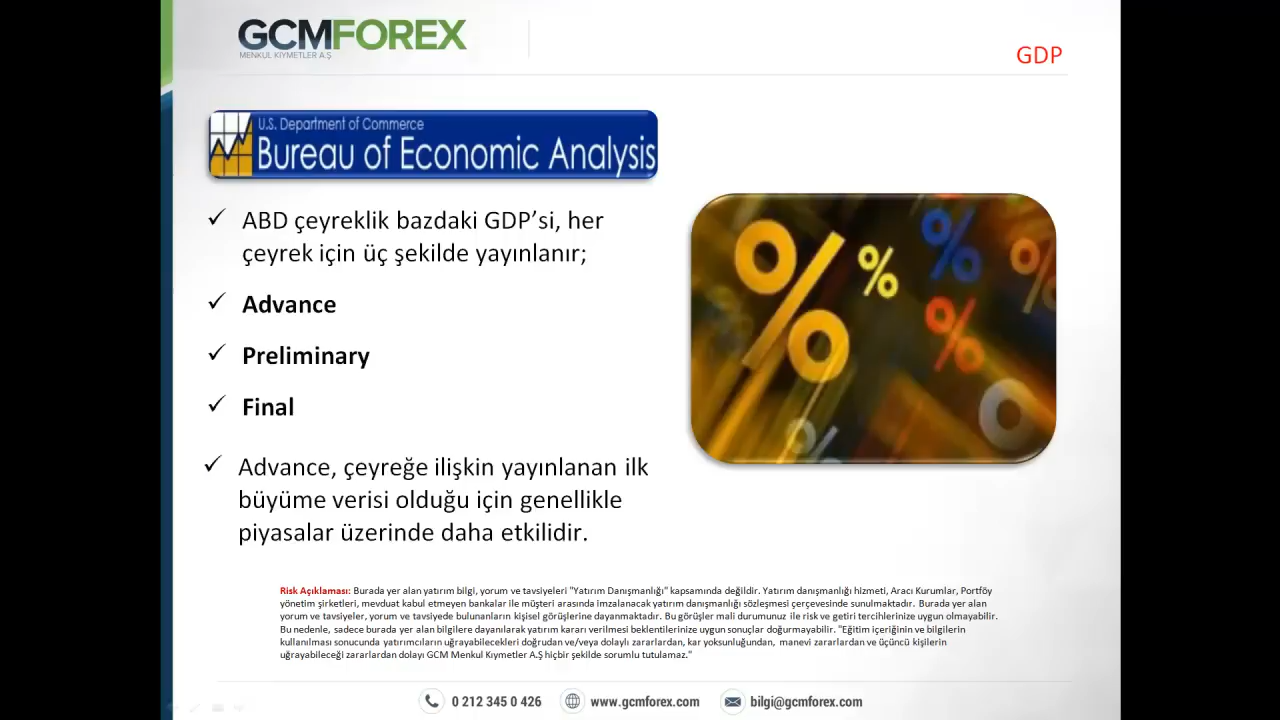 GCMFOREX
MENKUL KIYMETLER A.Ş
GDP
U.S. Department of Commerce
Bureau of Economic Analysis
ABD çeyreklik bazdaki GDP’si, her
çeyrek için üç şekilde yayınlanır;
Advance
Preliminary
Final
Advance, çeyreğe ilişkin yayınlanan ilk
büyüme verisi olduğu için genellikle
piyasalar üzerinde daha etkilidir.
% % % % % % %
Risk Açıklaması: Burada yer alan yatırım bilgi, yorum ve tavsiyeleri "Yatırım Danışmanlığı" kapsamında değildir. Yatırım danışmanlığı hizmeti, Aracı Kurumlar, Portföy
yönetim şirketleri, mevduat kabul etmeyen bankalar ile müşteri arasında imzalanacak yatırım danışmanlığı sözleşmesi çerçevesinde sunulmaktadır. Burada yer alan
yorum ve tavsiyeler, yorum ve tavsiyede bulunanların kişisel görüşlerine dayanmaktadır. Bu görüşler mali durumunuz ile risk ve getiri tercihlerinize uygun olmayabilir.
Bu nedenle, sadece burada yer alan bilgilere dayanılarak yatırım kararı verilmesi beklentilerinize uygun sonuçlar doğurmayabilir. "Eğitim içeriğinin ve bilgilerin
kullanılması sonucunda yatırımcıların uğrayabilecekleri doğrudan ve/veya dolaylı zararlardan, kar yoksunluğundan, manevi zararlardan ve üçüncü kişilerin
uğrayabileceği zararlardan dolayı GCM Menkul Kıymetler A.Ş hiçbir şekilde sorumlu tutulamaz."
0 212 345 0 426 www.gcmforex.com bilgi@gcmforex.com